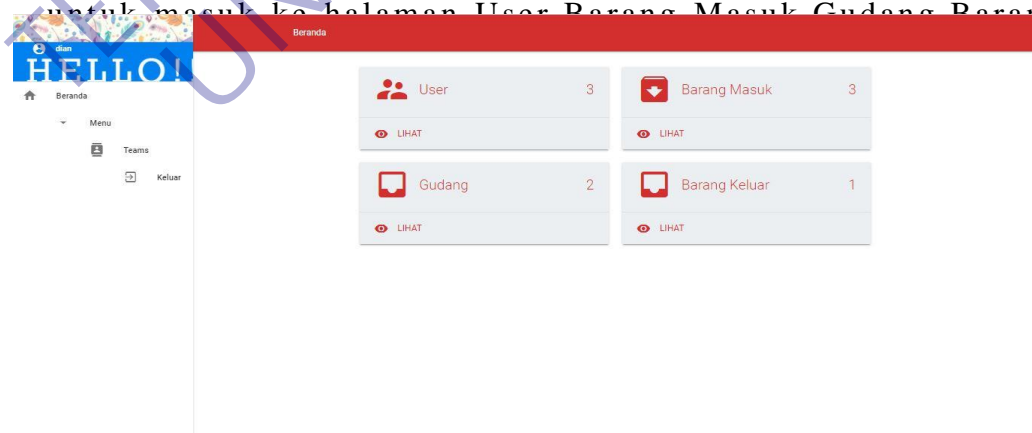 untuk masuk ke halaman User Barang Masuk Gudang Baran
Beranda
dian
HELLO!
Beranda
Menu
Teams
Keluar
User 3
LIHAT
Barang Masuk 3
LIHAT
Gudang 2
LIHAT
Barang Keluar 1
LIHAT